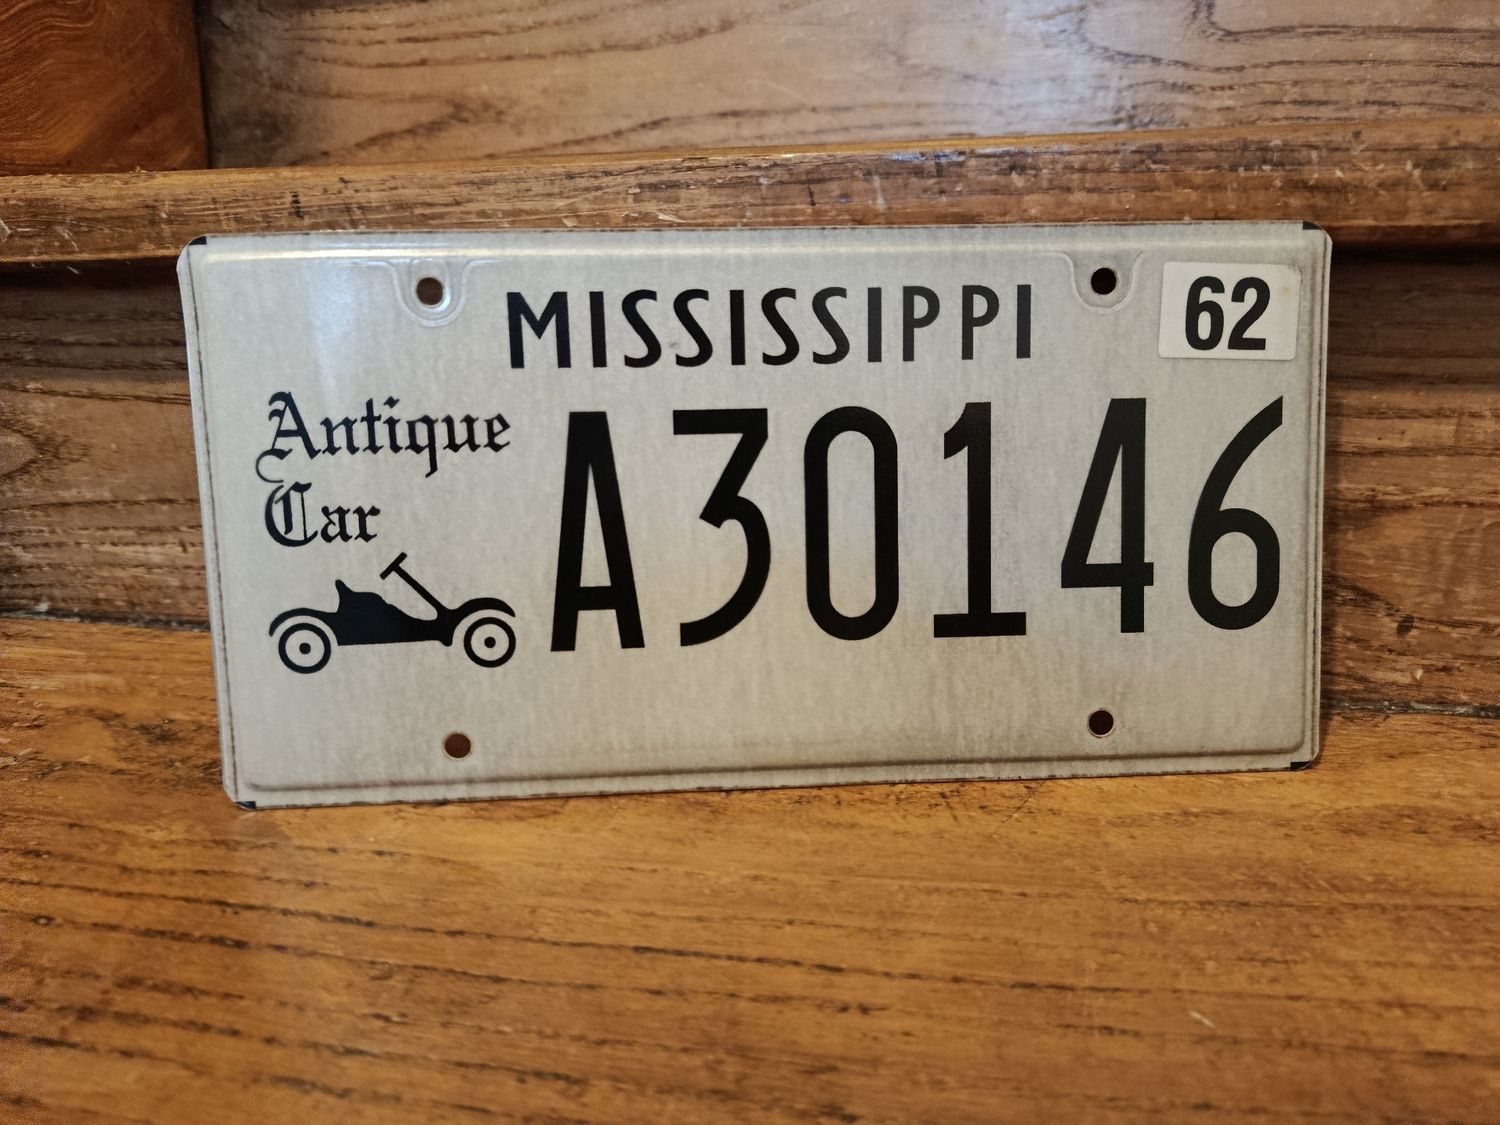 MISSISSIPPI
62
Antique
Car
A30146